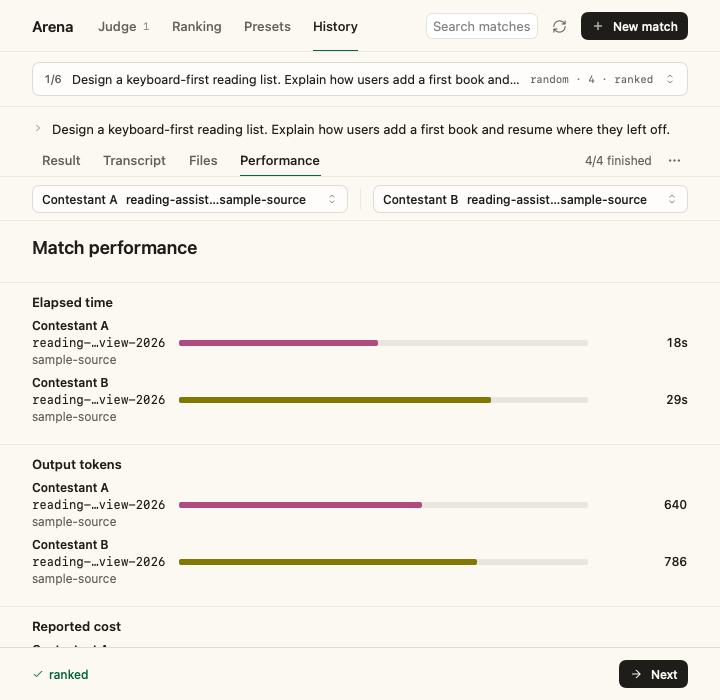 Arena Judge 1 Ranking Presets History Search matches + New match
1/6 Design a keyboard-first reading list. Explain how users add a first book and… random · 4 · ranked
Design a keyboard-first reading list. Explain how users add a first book and resume where they left off.
Result Transcript Files Performance 4/4 finished ···
Contestant A reading-assist…sample-source Contestant B reading-assist…sample-source
Match performance
Elapsed time
Contestant A
reading-…view-2026 18s
sample-source
Contestant B
reading-…view-2026 29s
sample-source
Output tokens
Contestant A
reading-…view-2026 640
sample-source
Contestant B
reading-…view-2026 786
sample-source
Reported cost
✓ ranked → Next